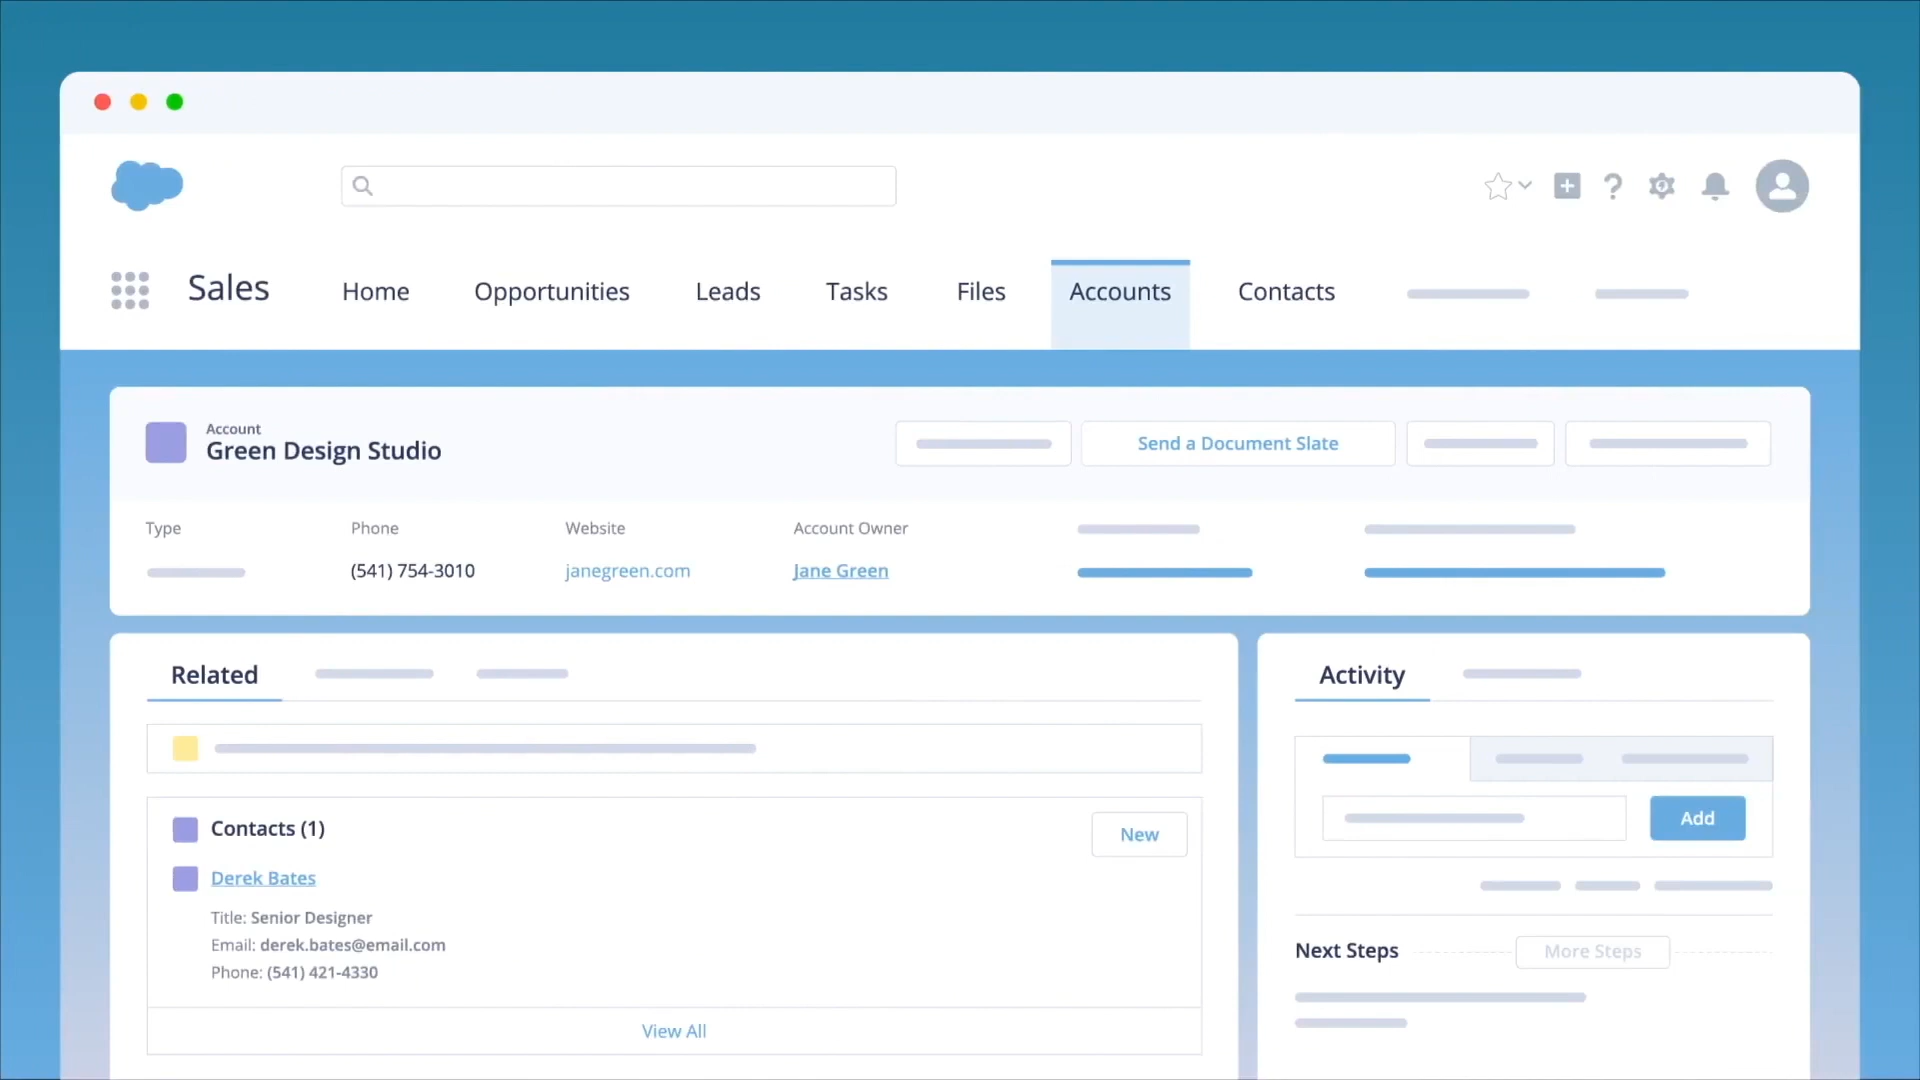 Sales
Home
Opportunities
Leads
Tasks
Files
Accounts
Contacts
Account
Green Design Studio
Send a Document Slate
Type
Phone
Website
Account Owner
(541) 754-3010
janegreen.com
Jane Green
Related
Activity
Contacts (1)
New
Add
Derek Bates
Title: Senior Designer
Email: derek.bates@email.com
Phone: (541) 421-4330
Next Steps
More Steps
View All